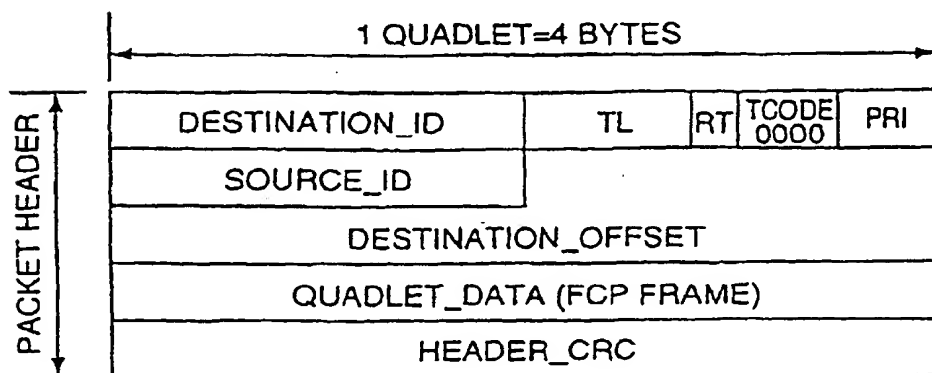 1 QUADLET=4 BYTES
PACKET HEADER
DESTINATION_ID TL RT TCODE 0000 PRI
SOURCE_ID
DESTINATION_OFFSET
QUADLET_DATA (FCP FRAME)
HEADER_CRC